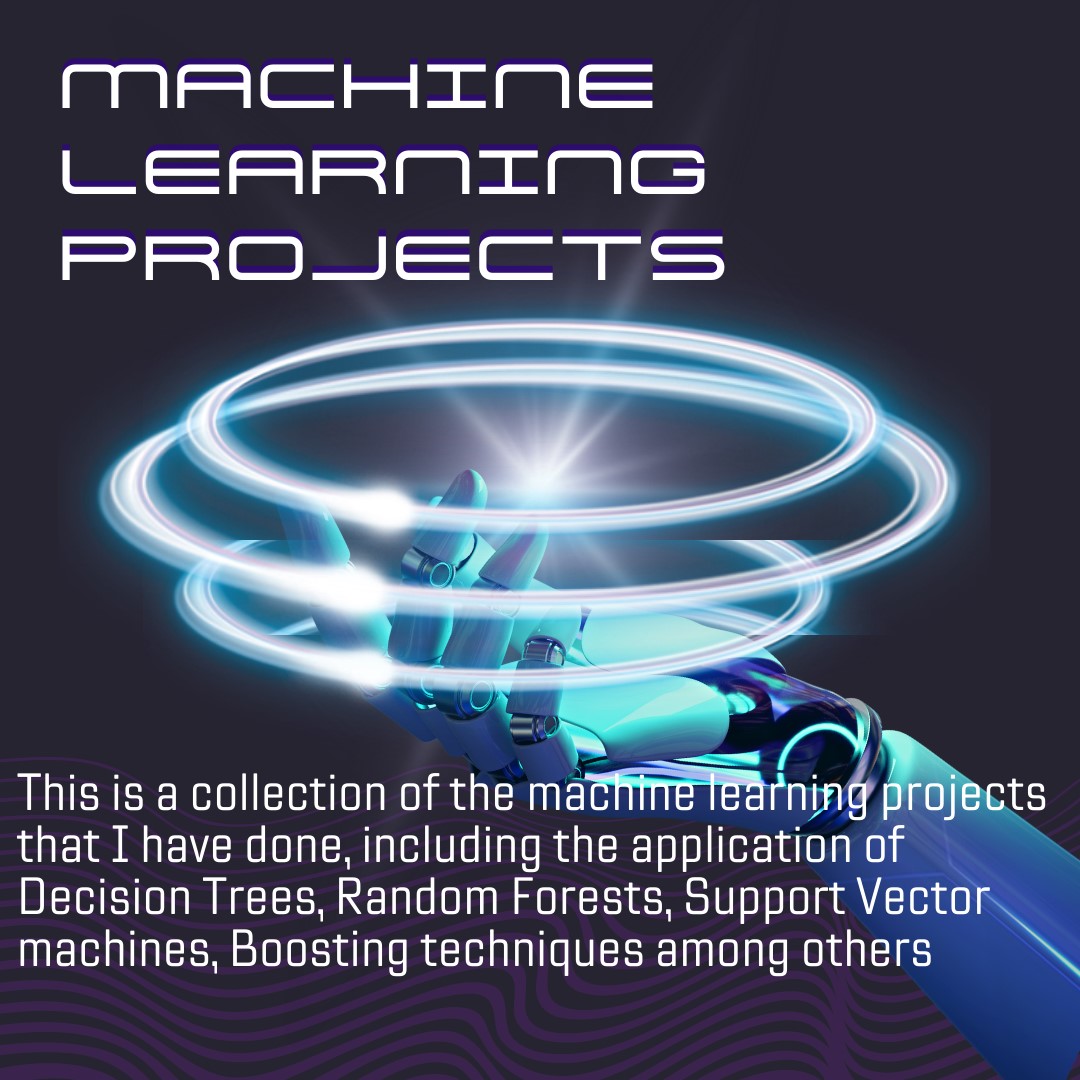 MACHINE
LEARNING
PROJECTS
This is a collection of the machine learning projects
that I have done, including the application of
Decision Trees, Random Forests, Support Vector
machines, Boosting techniques among others